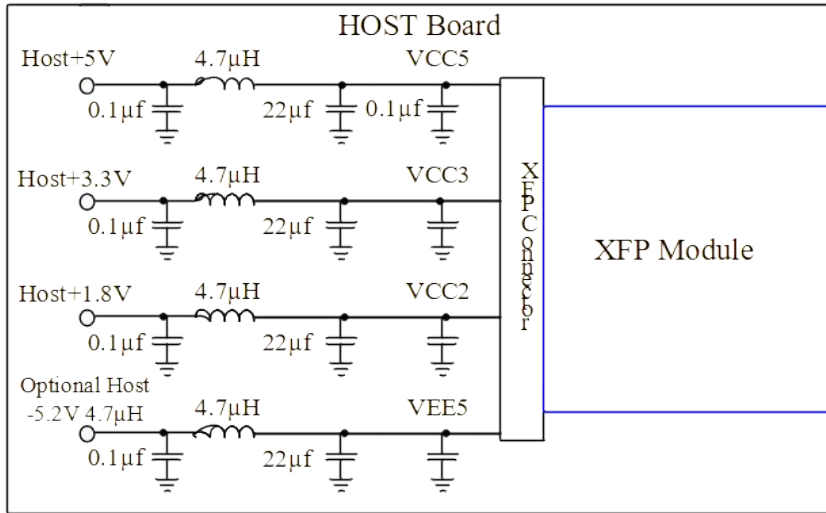 HOST Board
Host+5V
4.7µH
VCC5
0.1µf
22µf
0.1µf
Host+3.3V
4.7µH
VCC3
0.1µf
22µf
XFP Connector
XFP Module
Host+1.8V
4.7µH
VCC2
0.1µf
22µf
Optional Host
-5.2V 4.7µH
4.7µH
VEE5
0.1µf
22µf